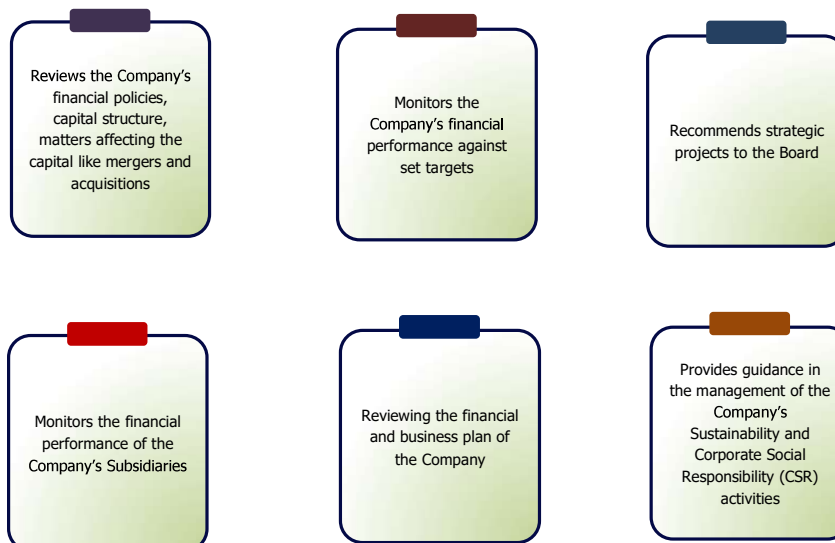 Reviews the Company's
financial policies,
capital structure,
matters affecting the
capital like mergers and
acquisitions
Monitors the
Company's financial
performance against
set targets
Recommends strategic
projects to the Board
Monitors the financial
performance of the
Company's Subsidiaries
Reviewing the financial
and business plan of
the Company
Provides guidance in
the management of the
Company's
Sustainability and
Corporate Social
Responsibility (CSR)
activities